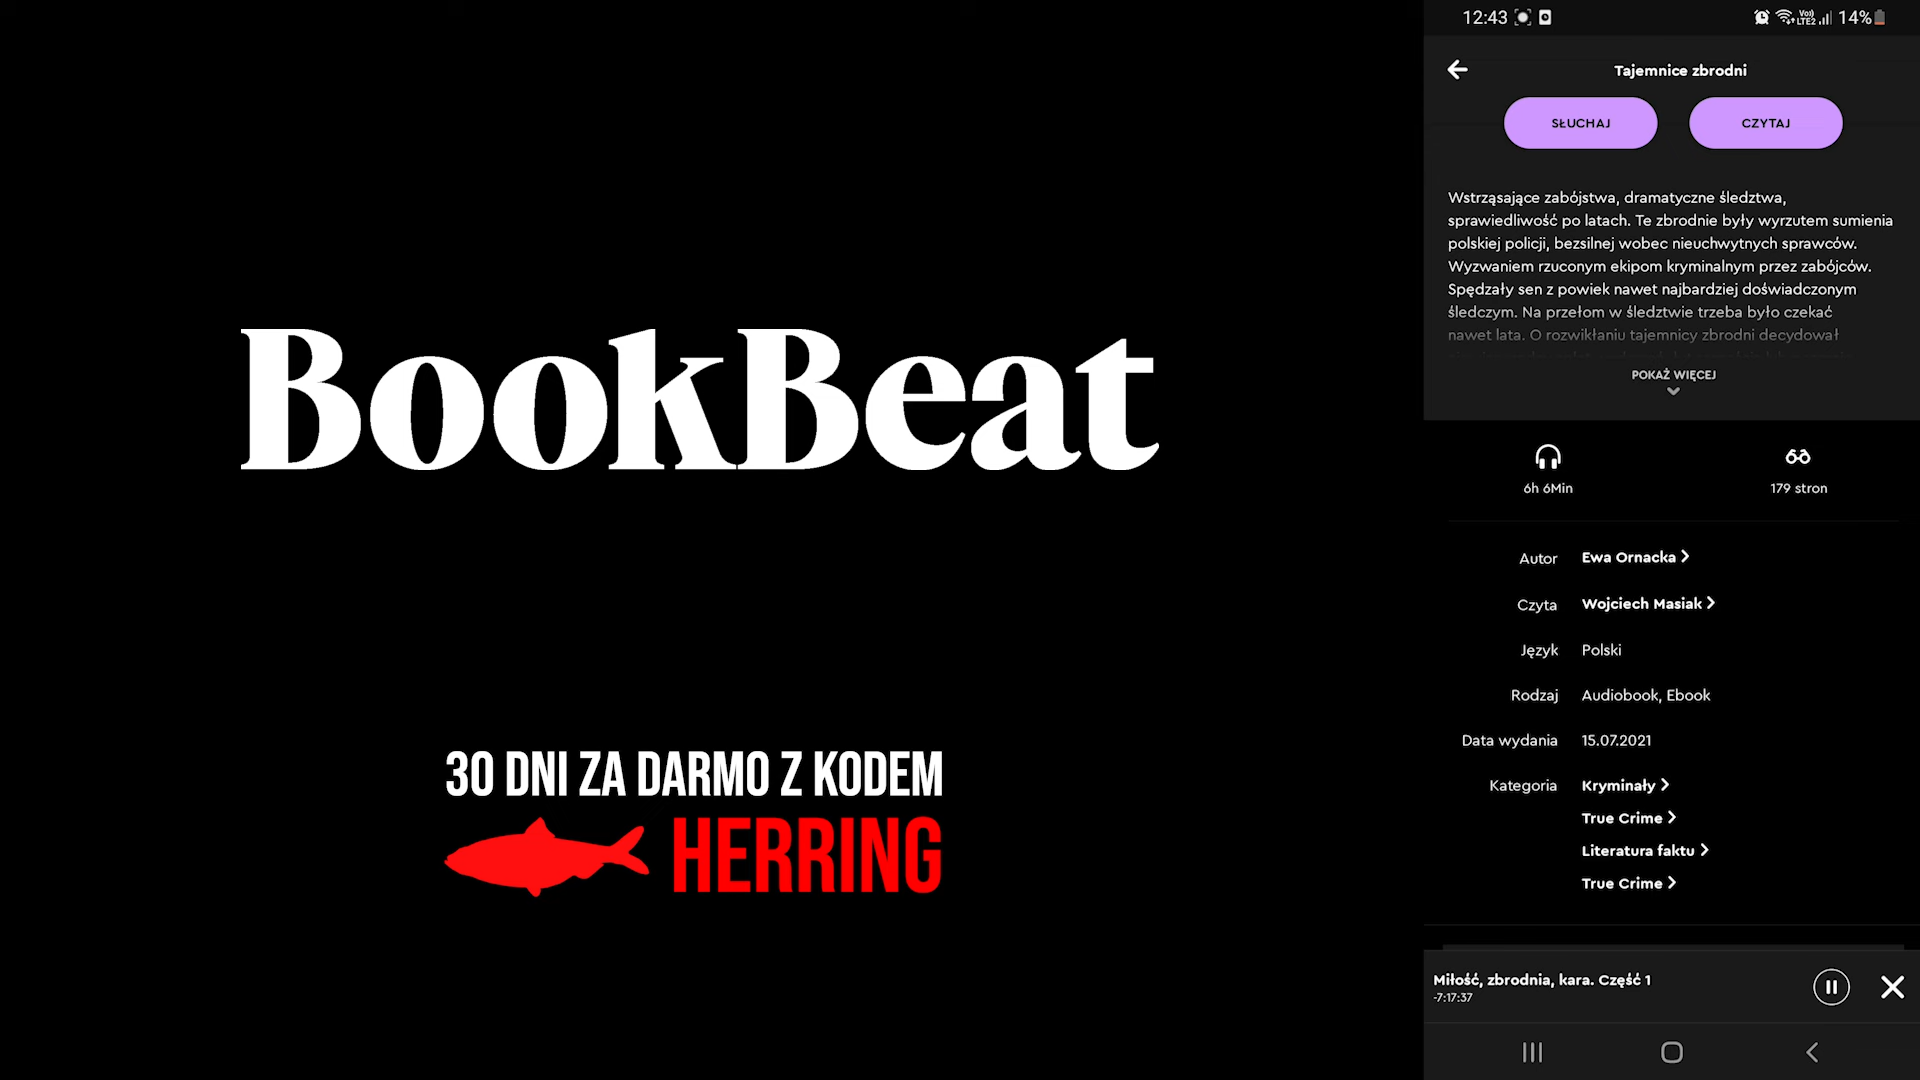 BookBeat
30 DNI ZA DARMO Z KODEM
HERRING
12:43
Vo))
LTE2
14%
Tajemnice zbrodni
SŁUCHAJ
CZYTAJ
Wstrząsające zabójstwa, dramatyczne śledztwa,
sprawiedliwość po latach. Te zbrodnie były wyrzutem sumienia
polskiej policji, bezsilnej wobec nieuchwytnych sprawców.
Wyzwaniem rzuconym ekipom kryminalnym przez zabójców.
Spędzały sen z powiek nawet najbardziej doświadczonym
śledczym. Na przełom w śledztwie trzeba było czekać
nawet lata. O rozwikłaniu tajemnicy zbrodni decydował
POKAŻ WIĘCEJ
6h 6Min
179 stron
Autor Ewa Ornacka
Czyta Wojciech Masiak
Język Polski
Rodzaj Audiobook, Ebook
Data wydania 15.07.2021
Kategoria Kryminały
True Crime
Literatura faktu
True Crime
Miłość, zbrodnia, kara. Część 1
-7:17:37